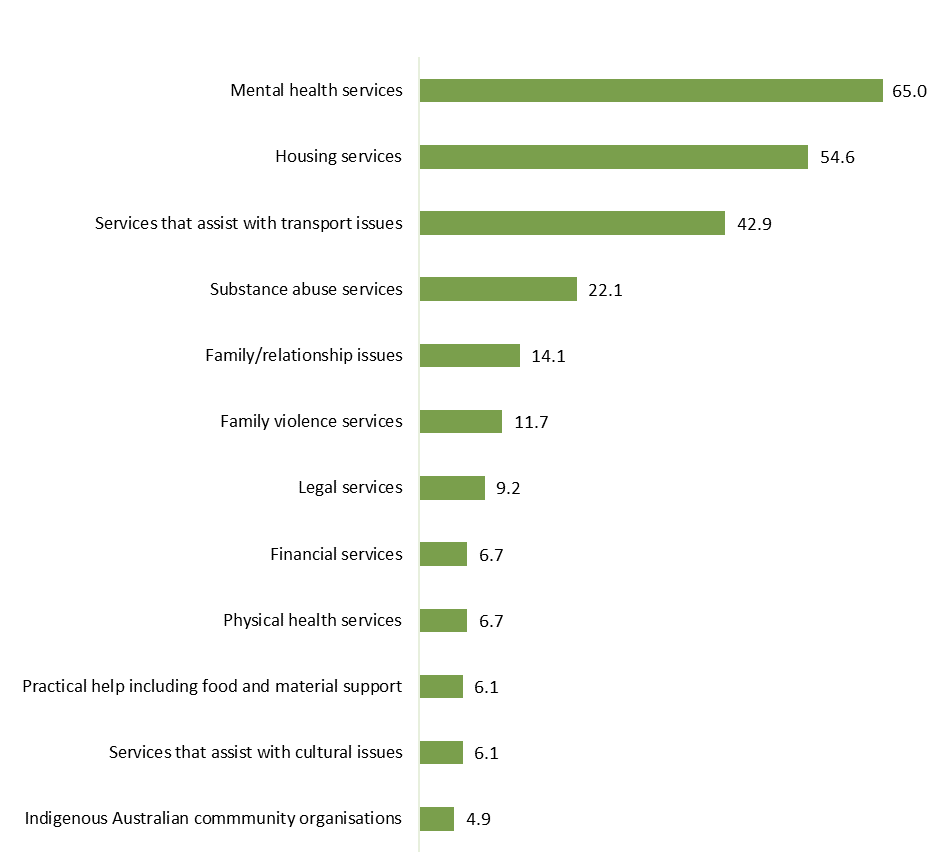 Mental health services 65.0
Housing services 54.6
Services that assist with transport issues 42.9
Substance abuse services 22.1
Family/relationship issues 14.1
Family violence services 11.7
Legal services 9.2
Financial services 6.7
Physical health services 6.7
Practical help including food and material support 6.1
Services that assist with cultural issues 6.1
Indigenous Australian commmunity organisations 4.9